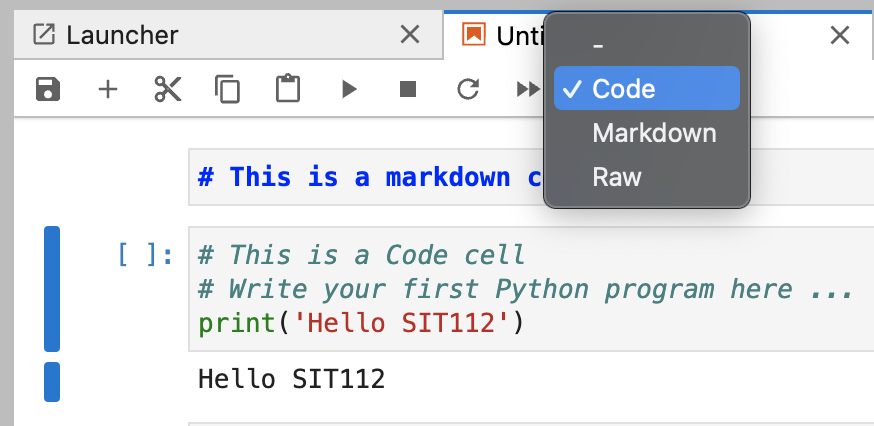 Launcher
Unti
-
Code
Markdown
Raw
# This is a markdown c
[ ]:
# This is a Code cell
# Write your first Python program here ...
print('Hello SIT112')
Hello SIT112